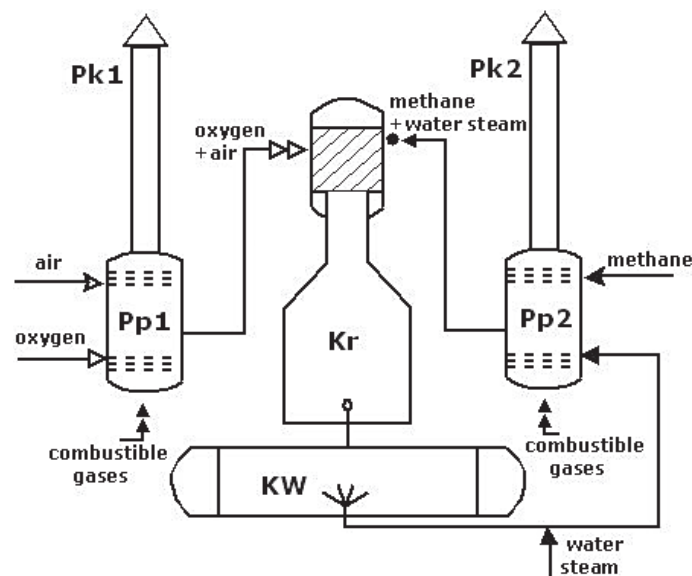 Pk1
Pk2
methane
+water steam
oxygen
+air
air
methane
Pp1
Pp2
oxygen
Kr
combustible
gases
combustible
gases
KW
water
steam